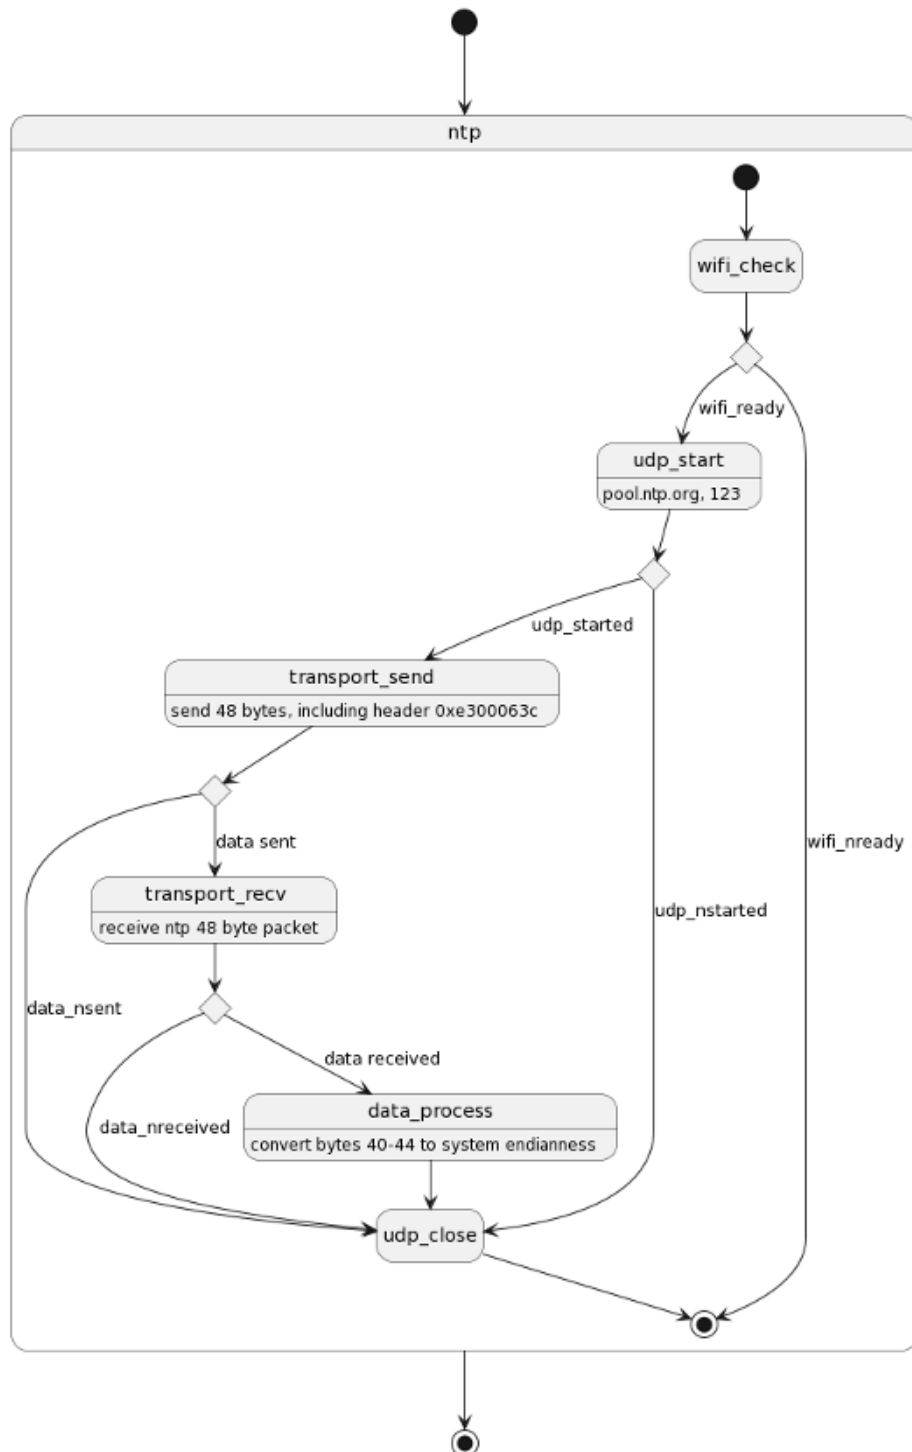 ntp
wifi_check
wifi_ready
udp_start
pool.ntp.org, 123
udp_started
transport_send
send 48 bytes, including header 0xe300063c
data sent
wifi_nready
transport_recv
udp_nstarted
receive ntp 48 byte packet
data_nsent
data received
data_process
data_nreceived
convert bytes 40-44 to system endianness
udp_close